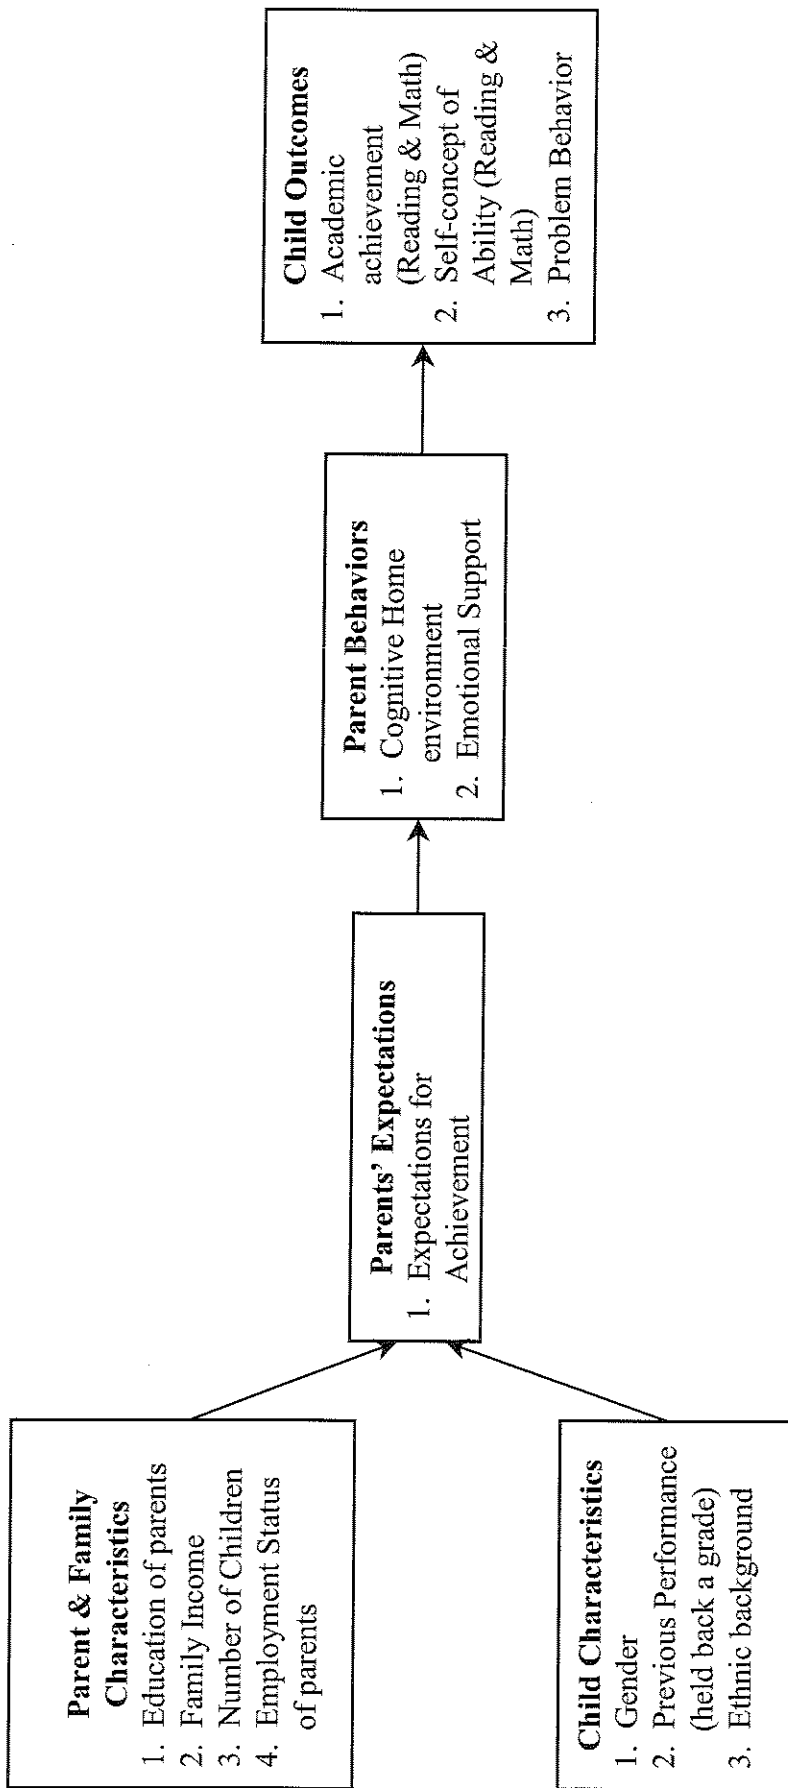 Parent & Family
Characteristics
1. Education of parents
2. Family Income
3. Number of Children
4. Employment Status
of parents
Child Characteristics
1. Gender
2. Previous Performance
(held back a grade)
3. Ethnic background
Parents’ Expectations
1. Expectations for
Achievement
Parent Behaviors
1. Cognitive Home
environment
2. Emotional Support
Child Outcomes
1. Academic
achievement
(Reading & Math)
2. Self-concept of
Ability (Reading &
Math)
3. Problem Behavior